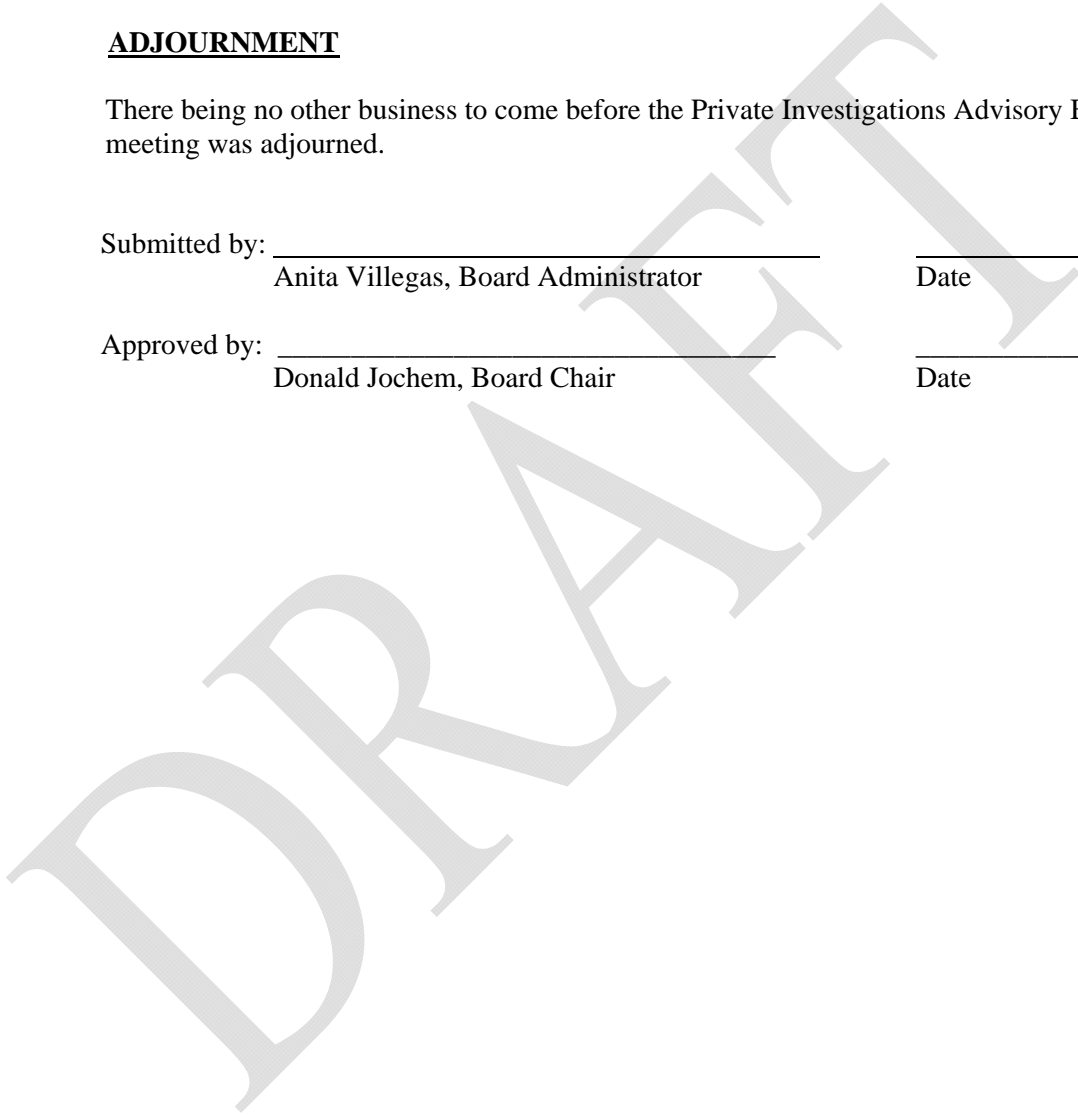 ADJOURNMENT
There being no other business to come before the Private Investigations Advisory
meeting was adjourned.
Submitted by:
Anita Villegas, Board Administrator Date
Approved by:
Donald Jochem, Board Chair Date
DRAFT